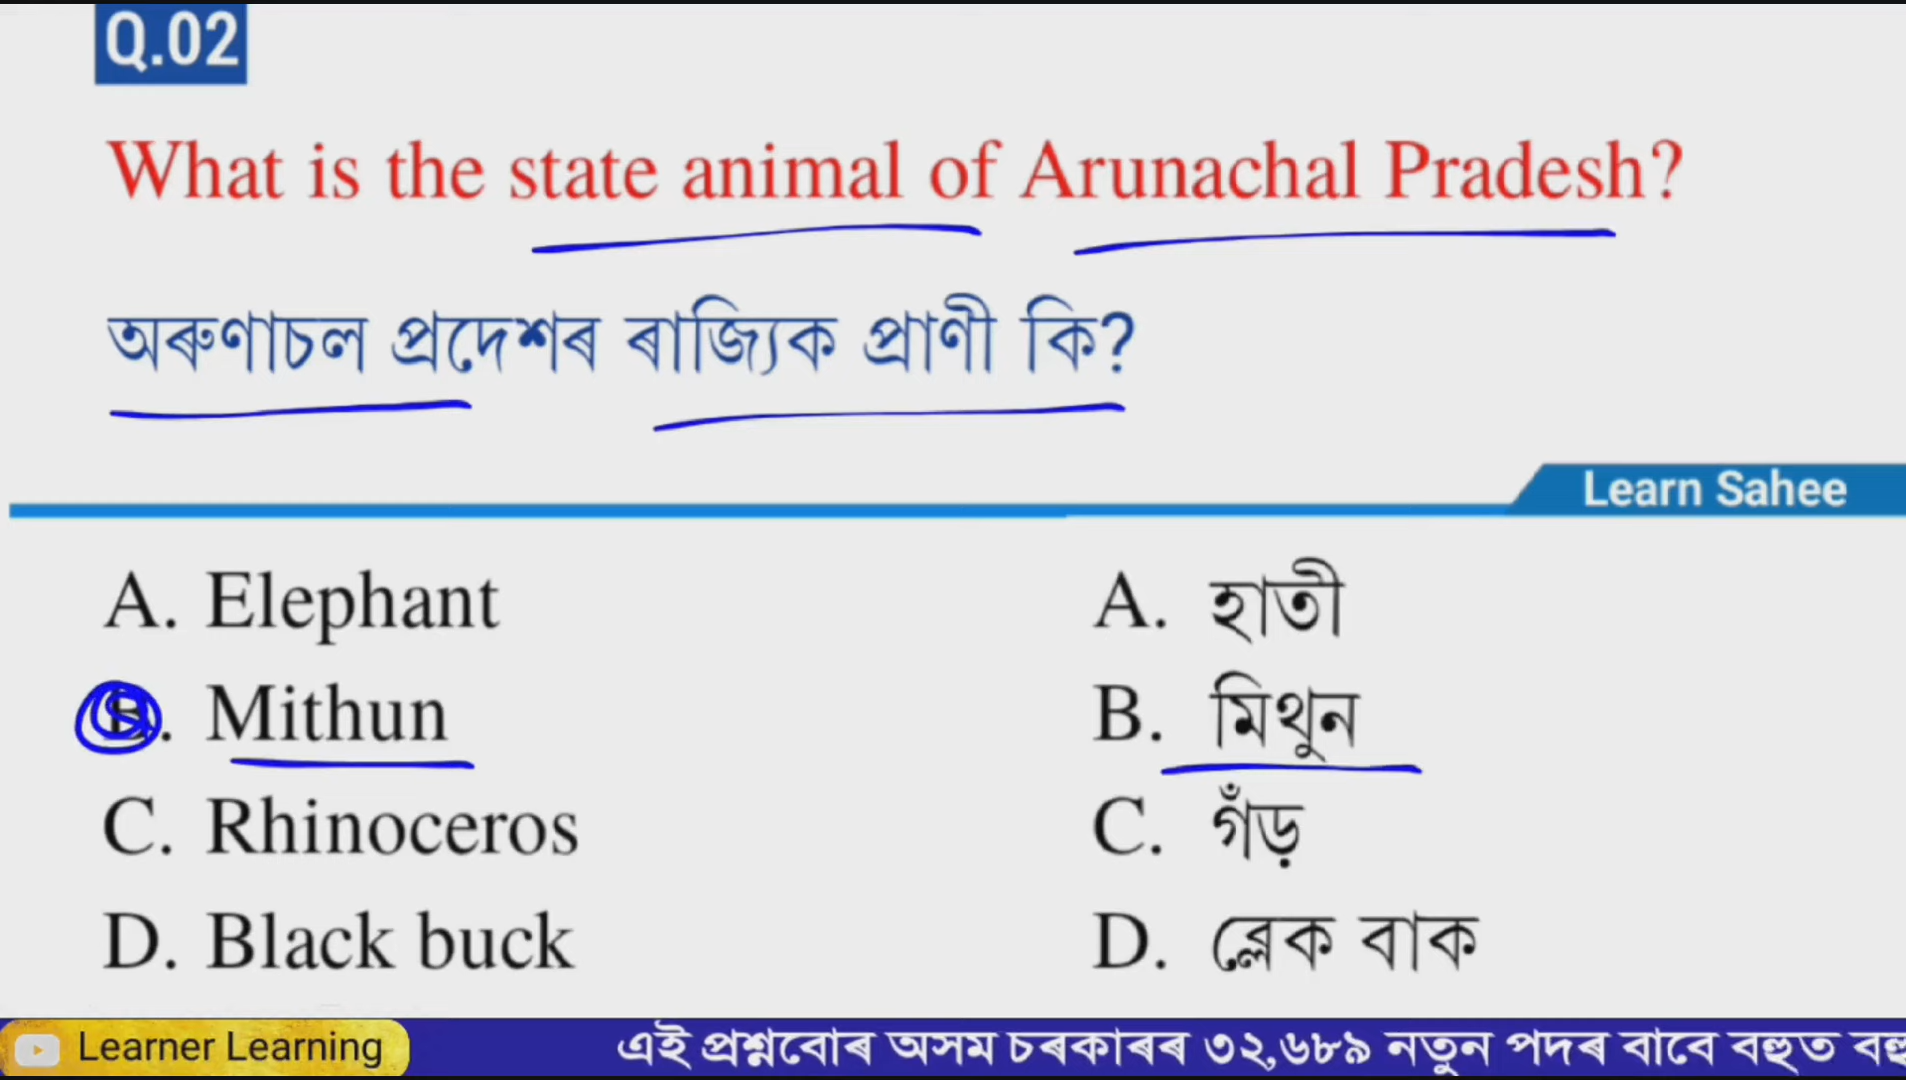 Q.02
What is the state animal of Arunachal Pradesh?
অৰুণাচল প্ৰদেশৰ ৰাজ্যিক প্ৰাণী কি?
Learn Sahee
A. Elephant
B. Mithun
C. Rhinoceros
D. Black buck
A. হাতী
B. মিথুন
C. গঁড়
D. ব্লেক বাক
Learner Learning
এই প্ৰশ্নবোৰ অসম চৰকাৰৰ ৩২,৬৮৯ নতুন পদৰ বাবে বহুত